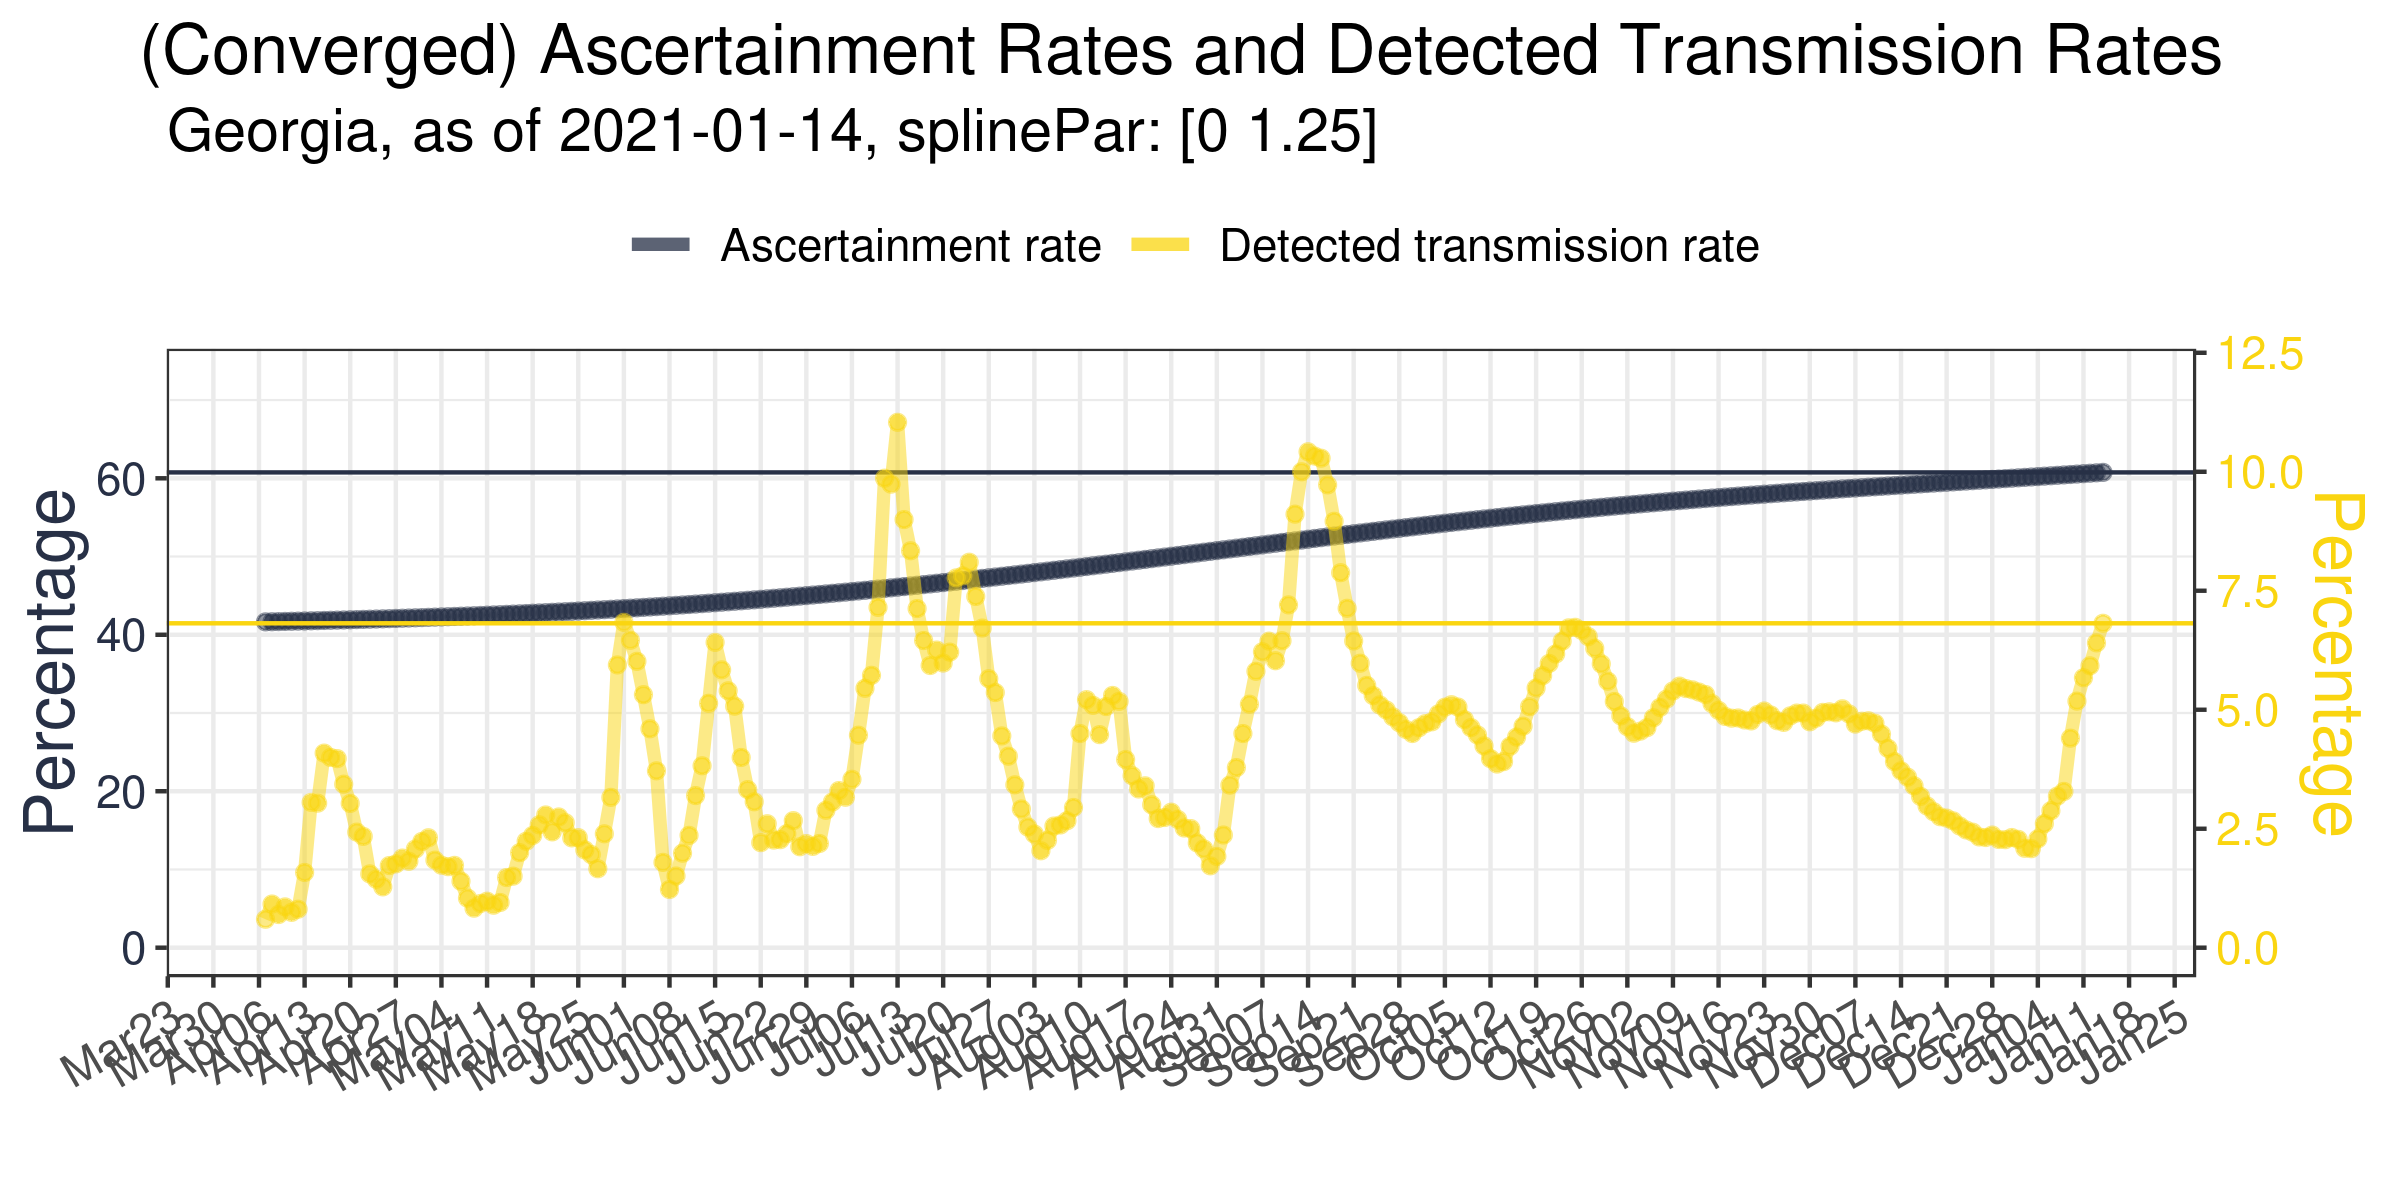 (Converged) Ascertainment Rates and Detected Transmission Rates
Georgia, as of 2021-01-14, splinePar: [0 1.25]
Ascertainment rate Detected transmission rate
Percentage
60
40
20
0
12.5
10.0
7.5
5.0
2.5
0.0
Percentage
Mar23
Mar30
Apr06
Apr13
Apr20
Apr27
May04
May11
May18
May25
Jun01
Jun08
Jun15
Jun22
Jun29
Jul06
Jul13
Jul20
Jul27
Aug03
Aug10
Aug17
Aug24
Aug31
Sep07
Sep14
Sep21
Sep28
Oct05
Oct12
Oct19
Oct26
Nov02
Nov09
Nov16
Nov23
Nov30
Dec07
Dec14
Dec21
Dec28
Jan04
Jan11
Jan18
Jan25